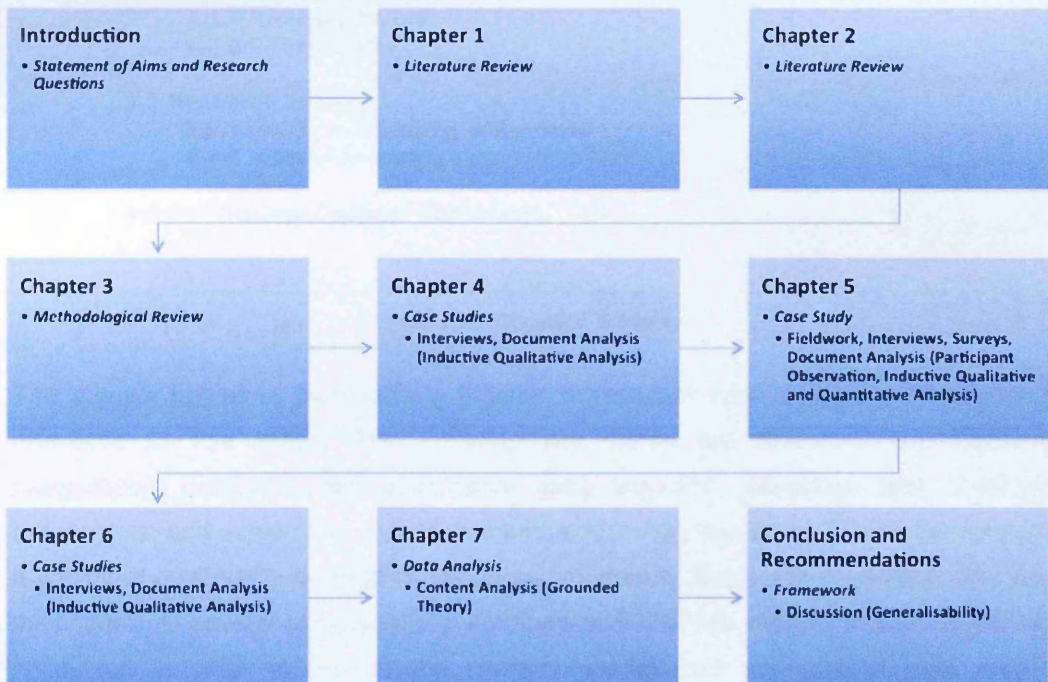 Introduction
• Statement of Aims and Research
Questions
Chapter 1
• Literature Review
Chapter 2
• Literature Review
Chapter 3
• Methodological Review
Chapter 4
• Case Studies
• Interviews, Document Analysis
(Inductive Qualitative Analysis)
Chapter 5
• Case Study
• Fieldwork, Interviews, Surveys,
Document Analysis (Participant
Observation, Inductive Qualitative
and Quantitative Analysis)
Chapter 6
• Case Studies
• Interviews, Document Analysis
(Inductive Qualitative Analysis)
Chapter 7
• Data Analysis
• Content Analysis (Grounded
Theory)
Conclusion and
Recommendations
• Framework
• Discussion (Generalisability)